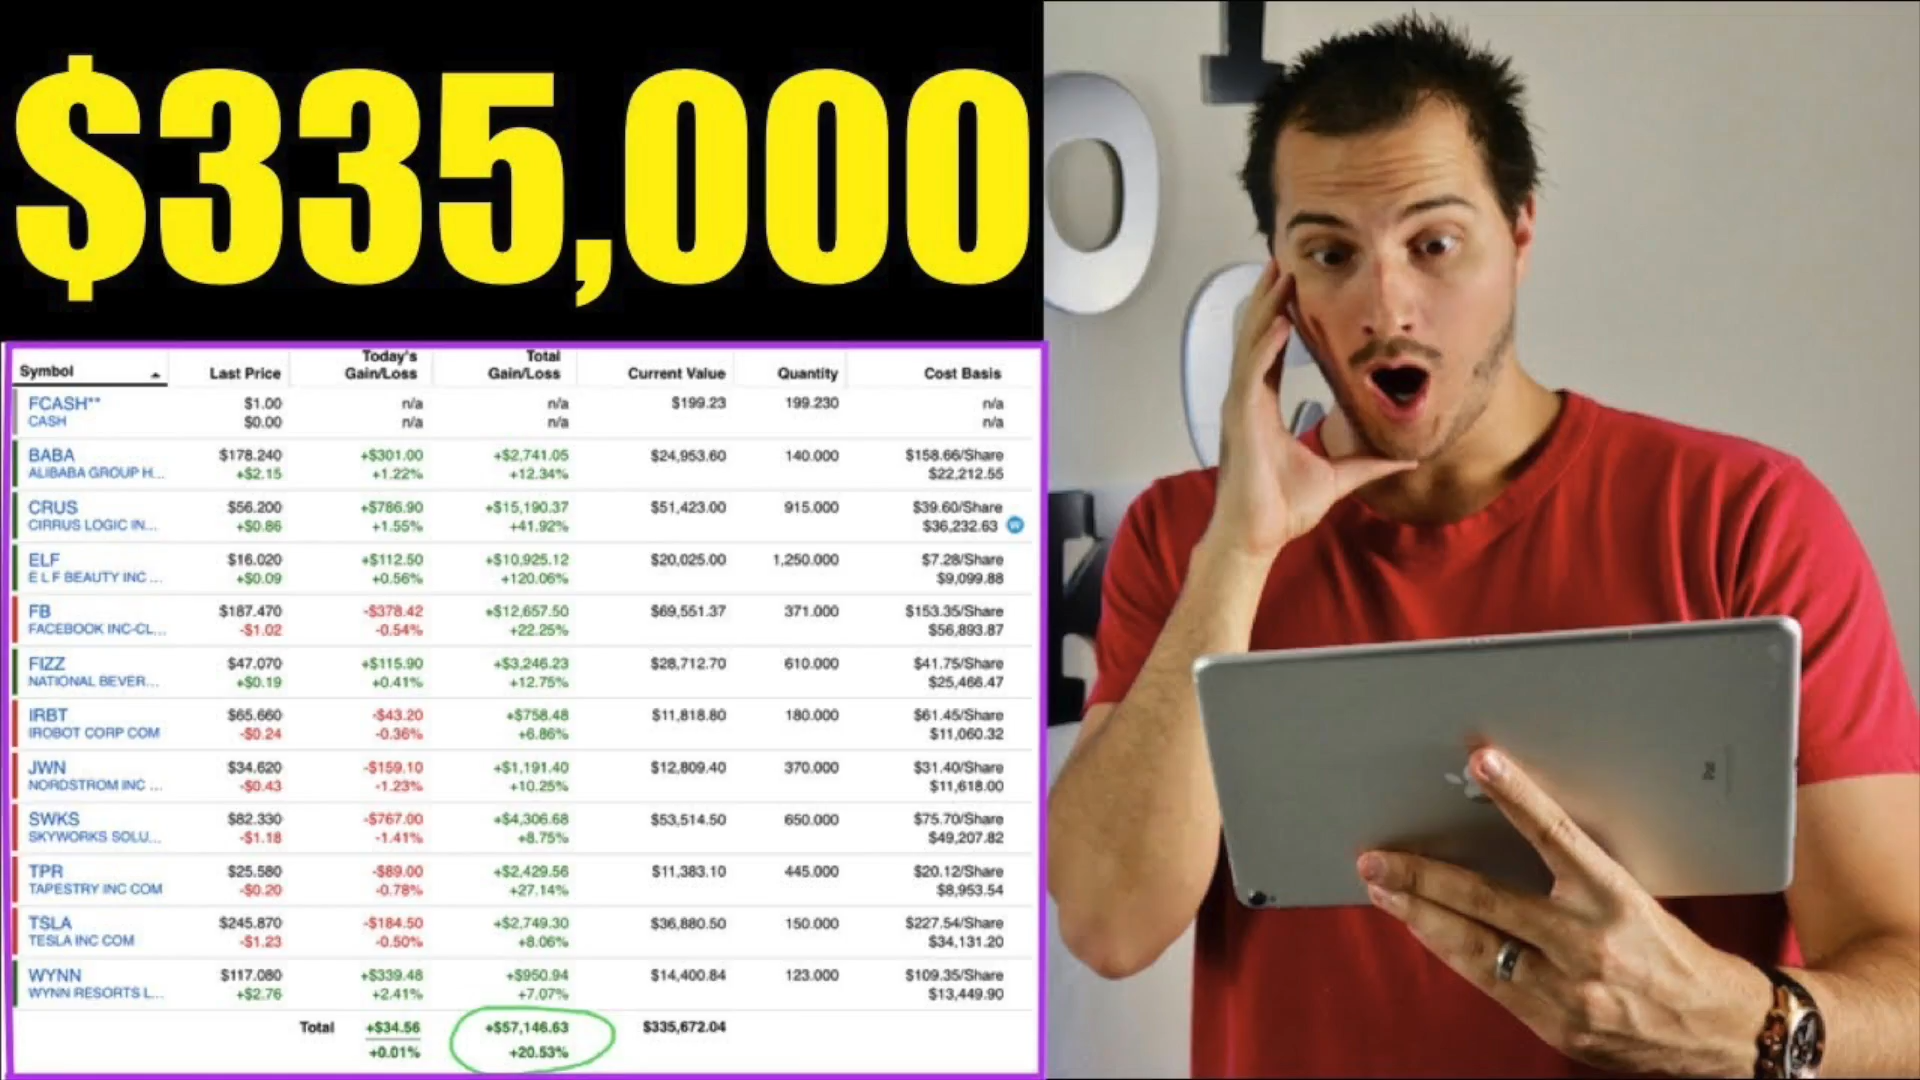 $335,000
Symbol Last Price Today's Gain/Loss Total Gain/Loss Current Value Quantity Cost Basis
FCASH** $1.00 n/a n/a $199.23 199.230 n/a
CASH $0.00 n/a n/a n/a
BABA $178.240 +$301.00 +$2,741.05 $24,953.60 140.000 $158.66/Share
ALIBABA GROUP H... +$2.15 +1.22% +12.34% $22,212.55
CRUS $56.200 +$786.90 +$15,190.37 $51,423.00 915.000 $39.60/Share
CIRRUS LOGIC IN... +$0.86 +1.55% +41.92% $36,232.63 W
ELF $16.020 +$112.50 +$10,925.12 $20,025.00 1,250.000 $7.28/Share
E L F BEAUTY INC ... +$0.09 +0.56% +120.06% $9,099.88
FB $187.470 -$378.42 +$12,657.50 $69,551.37 371.000 $153.35/Share
FACEBOOK INC-CL... -$1.02 -0.54% +22.25% $56,893.87
FIZZ $47.070 +$115.90 +$3,246.23 $28,712.70 610.000 $41.75/Share
NATIONAL BEVER... +$0.19 +0.41% +12.75% $25,466.47
IRBT $65.660 -$43.20 +$758.48 $11,818.80 180.000 $61.45/Share
IROBOT CORP COM -$0.24 -0.36% +6.86% $11,060.32
JWN $34.620 -$159.10 +$1,191.40 $12,809.40 370.000 $31.40/Share
NORDSTROM INC ... -$0.43 -1.23% +10.25% $11,618.00
SWKS $82.330 -$767.00 +$4,306.68 $53,514.50 650.000 $75.70/Share
SKYWORKS SOLU... -$1.18 -1.41% +8.75% $49,207.82
TPR $25.580 -$89.00 +$2,429.56 $11,383.10 445.000 $20.12/Share
TAPESTRY INC COM -$0.20 -0.78% +27.14% $8,953.54
TSLA $245.870 -$184.50 +$2,749.30 $36,880.50 150.000 $227.54/Share
TESLA INC COM -$1.23 -0.50% +8.06% $34,131.20
WYNN $117.080 +$339.48 +$950.94 $14,400.84 123.000 $109.35/Share
WYNN RESORTS L... +$2.76 +2.41% +7.07% $13,449.90
Total +$34.56 +$57,146.63 $335,672.04
+0.01% +20.53%
iPad